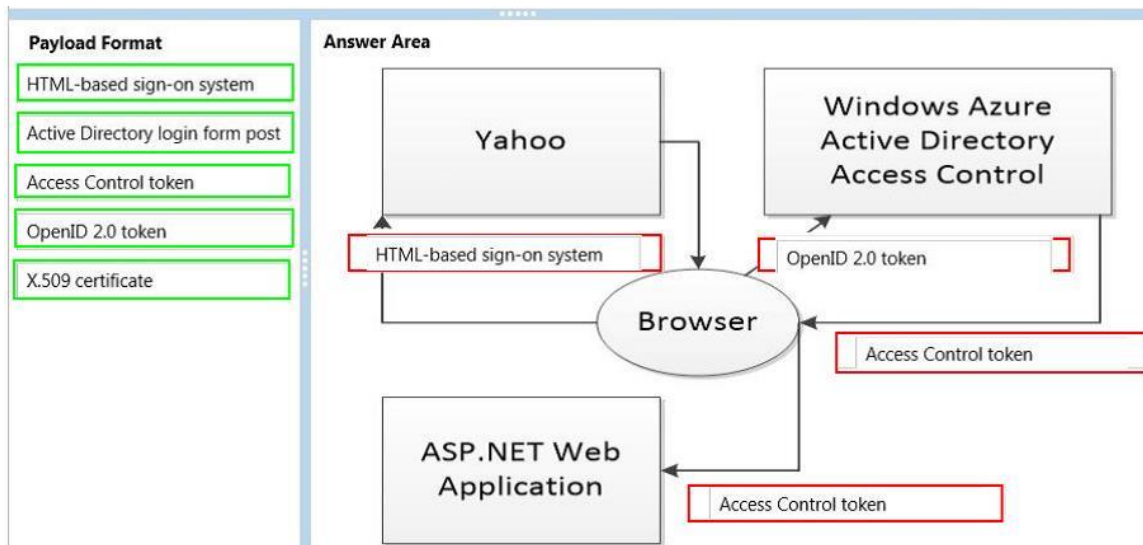 Payload Format
HTML-based sign-on system
Active Directory login form post
Access Control token
OpenID 2.0 token
X.509 certificate
Answer Area
Yahoo
Windows Azure
Active Directory
Access Control
HTML-based sign-on system
OpenID 2.0 token
Browser
Access Control token
ASP.NET Web
Application
Access Control token